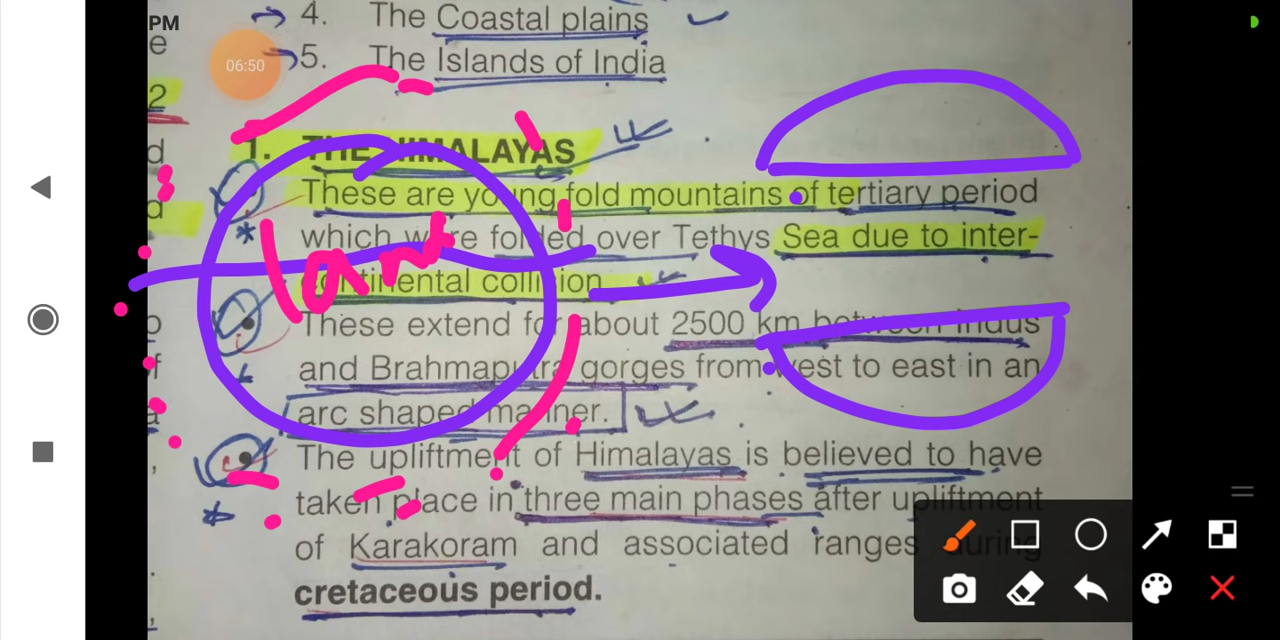 PM
4. The Coastal plains
e
06:50
5. The Islands of India
2
1. THE HIMALAYAS
d
These are young fold mountains of tertiary period
d
* which were folded over Tethys Sea due to inter-
Land
continental collision
These extend for about 2500 km between Indus
f and Brahmaputra gorges from west to east in an
a
arc shaped manner.
, The upliftment of Himalayas is believed to have
taken place in three main phases after upliftment
of Karakoram and associated ranges during
cretaceous period.